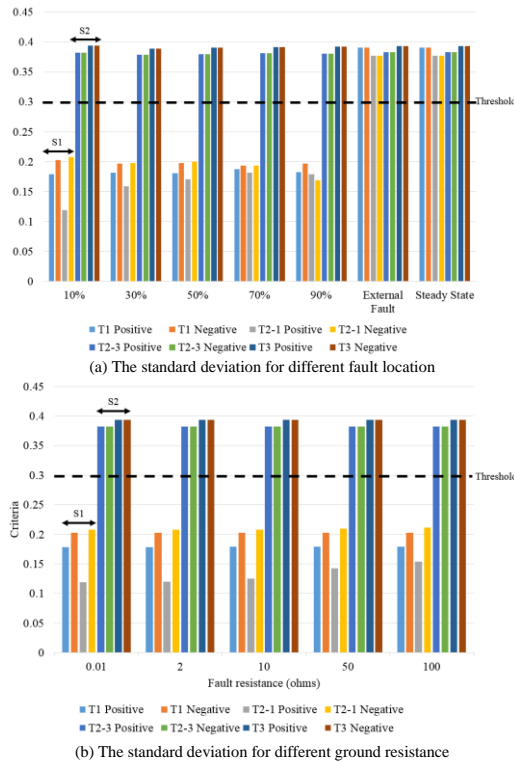 0.45
S2
0.4
0.35
0.3
Threshold
0.25
S1
0.2
0.15
0.1
0.05
0
10% 30% 50% 70% 90% External Fault Steady State
T1 Positive T1 Negative T2-1 Positive T2-1 Negative
T2-3 Positive T2-3 Negative T3 Positive T3 Negative
(a) The standard deviation for different fault location
0.45
S2
0.4
0.35
0.3
Threshold
0.25
S1
0.2
0.15
0.1
0.05
0
Criteria
0.01 2 10 50 100
Fault resistance (ohms)
T1 Positive T1 Negative T2-1 Positive T2-1 Negative
T2-3 Positive T2-3 Negative T3 Positive T3 Negative
(b) The standard deviation for different ground resistance